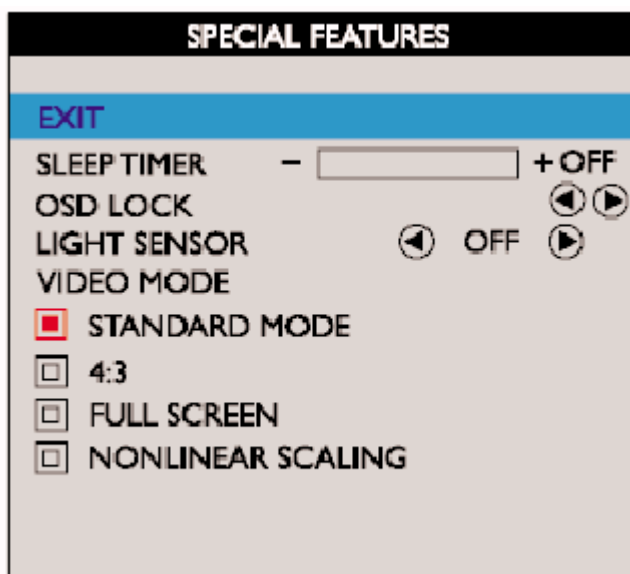 SPECIAL FEATURES
EXIT
SLEEP TIMER - + OFF
OSD LOCK
LIGHT SENSOR OFF
VIDEO MODE
STANDARD MODE
4:3
FULL SCREEN
NONLINEAR SCALING